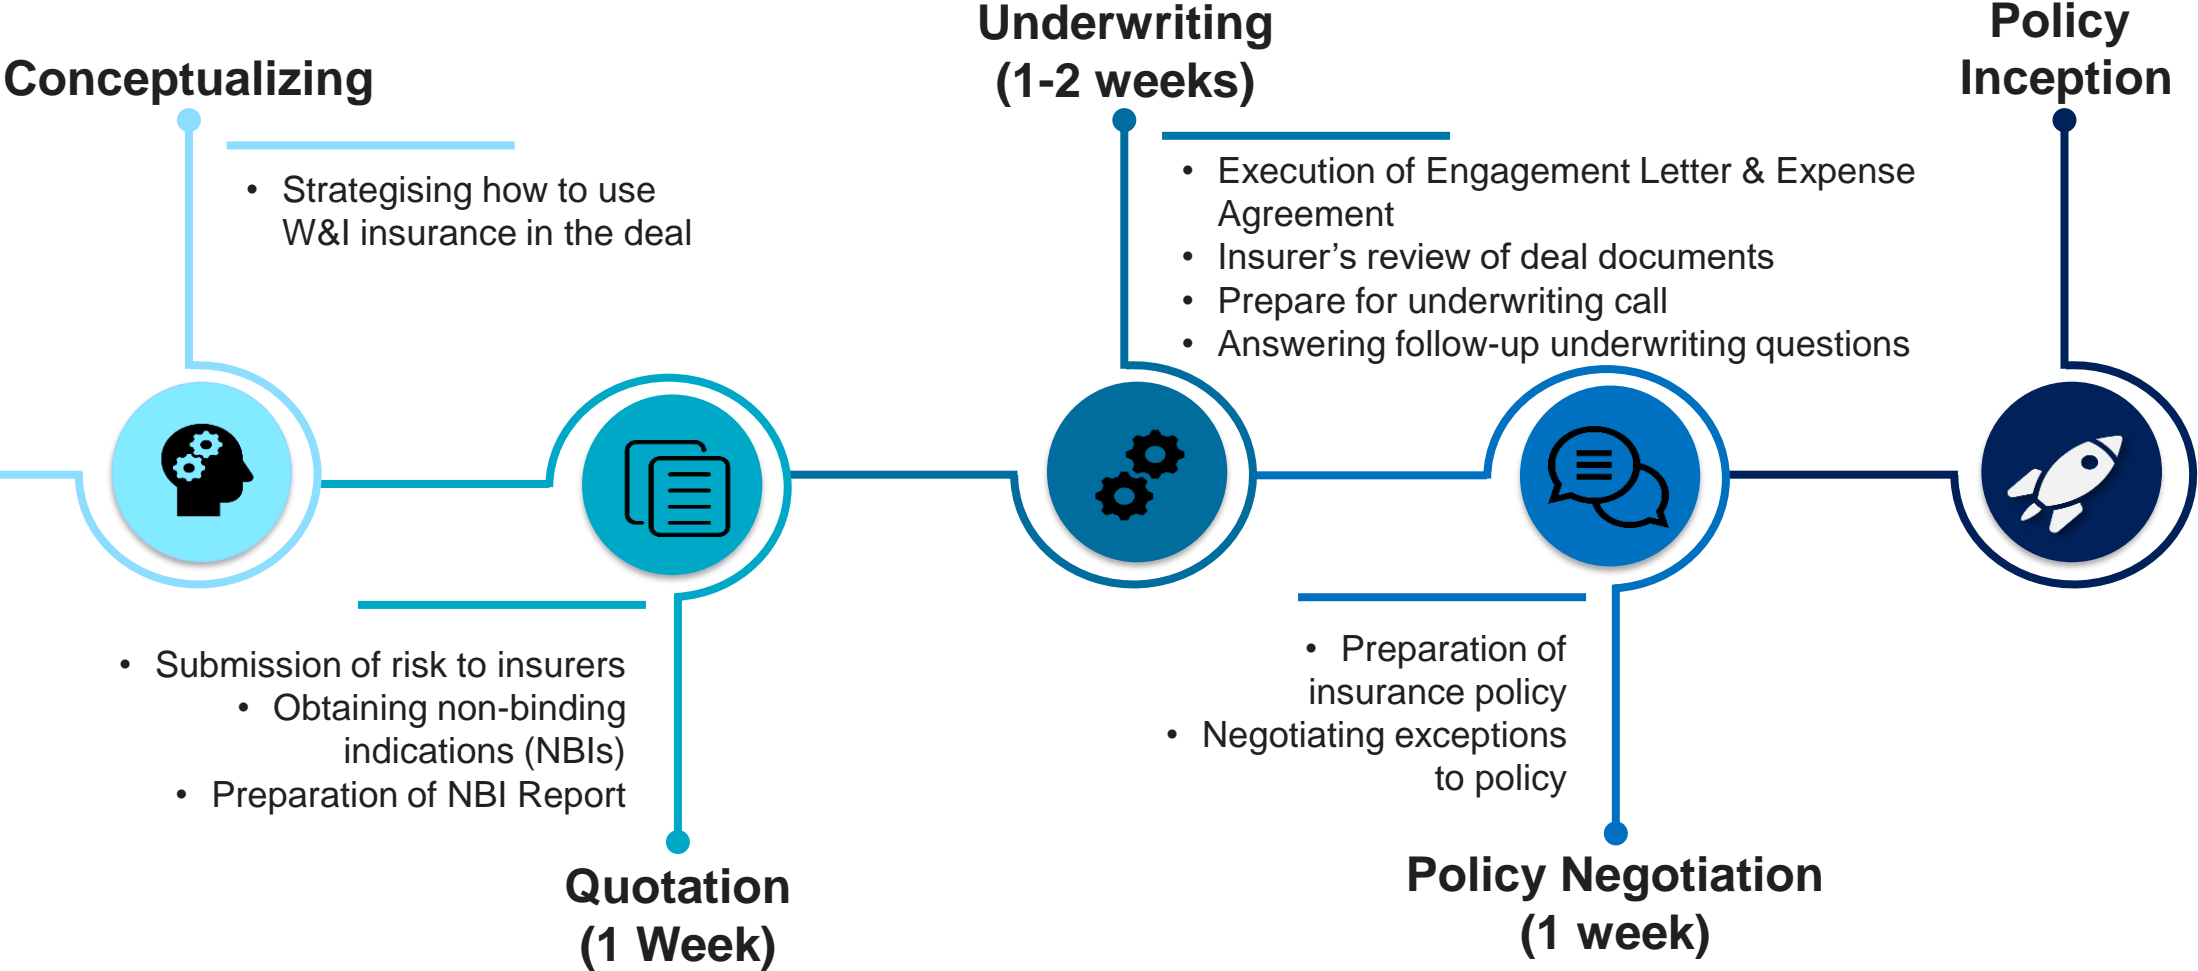 Conceptualizing
• Strategising how to use
W&I insurance in the deal
• Submission of risk to insurers
• Obtaining non-binding
indications (NBIs)
• Preparation of NBI Report
Quotation
(1 Week)
Underwriting
(1-2 weeks)
• Execution of Engagement Letter & Expense
Agreement
• Insurer’s review of deal documents
• Prepare for underwriting call
• Answering follow-up underwriting questions
• Preparation of
insurance policy
• Negotiating exceptions
to policy
Policy Negotiation
(1 week)
Policy
Inception